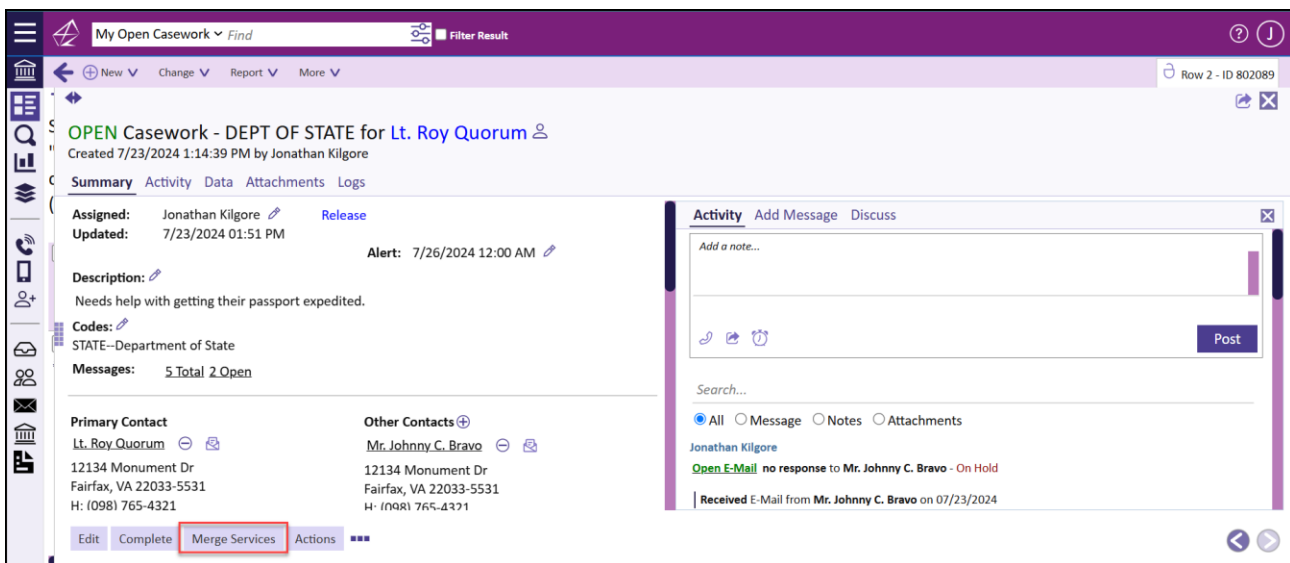 My Open Casework Find Filter Result ? J
New Change Report More Row 2 - ID 802089
OPEN Casework - DEPT OF STATE for Lt. Roy Quorum
Created 7/23/2024 1:14:39 PM by Jonathan Kilgore
Summary Activity Data Attachments Logs
Assigned: Jonathan Kilgore Release
Updated: 7/23/2024 01:51 PM
Alert: 7/26/2024 12:00 AM
Description:
Needs help with getting their passport expedited.
Codes:
STATE--Department of State
Messages: 5 Total 2 Open
Primary Contact
Lt. Roy Quorum
12134 Monument Dr
Fairfax, VA 22033-5531
H: (098) 765-4321
Other Contacts
Mr. Johnny C. Bravo
12134 Monument Dr
Fairfax, VA 22033-5531
H: (098) 765-4321
Edit Complete Merge Services Actions
Activity Add Message Discuss
Add a note...
Post
Search...
All Message Notes Attachments
Jonathan Kilgore
Open E-Mail no response to Mr. Johnny C. Bravo - On Hold
Received E-Mail from Mr. Johnny C. Bravo on 07/23/2024